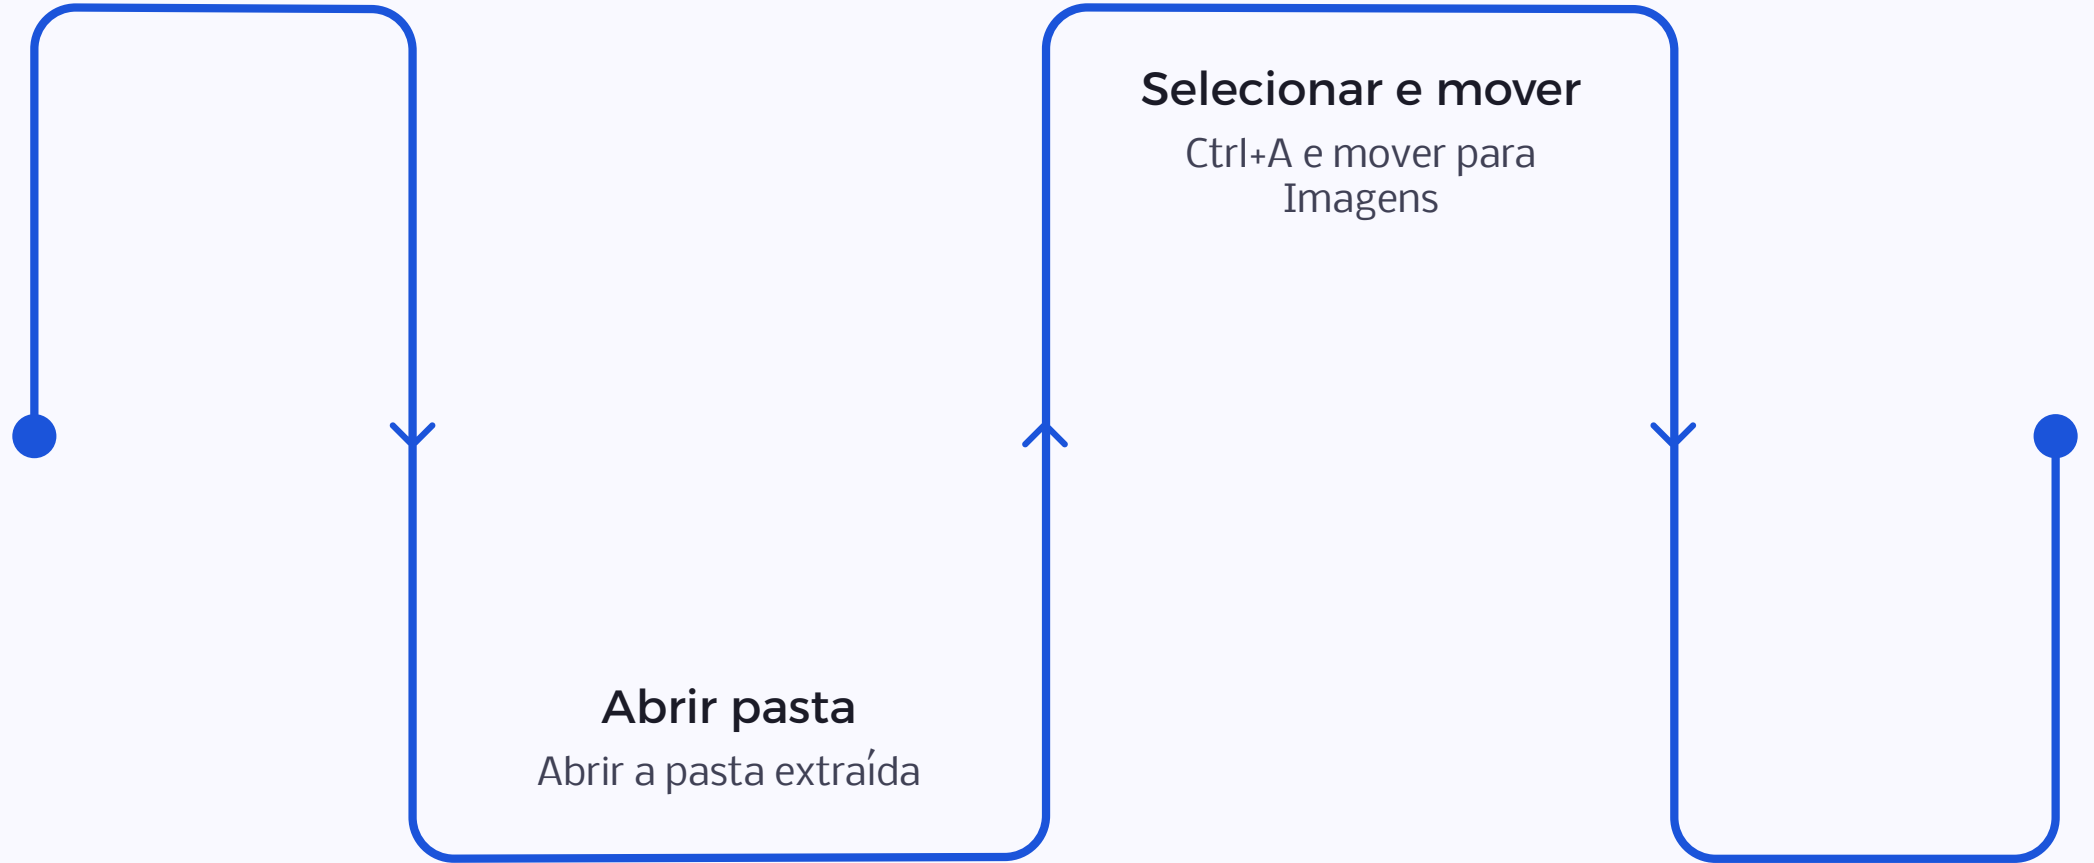 Selecionar e mover
Ctrl+A e mover para
Imagens
Abrir pasta
Abrir a pasta extraída